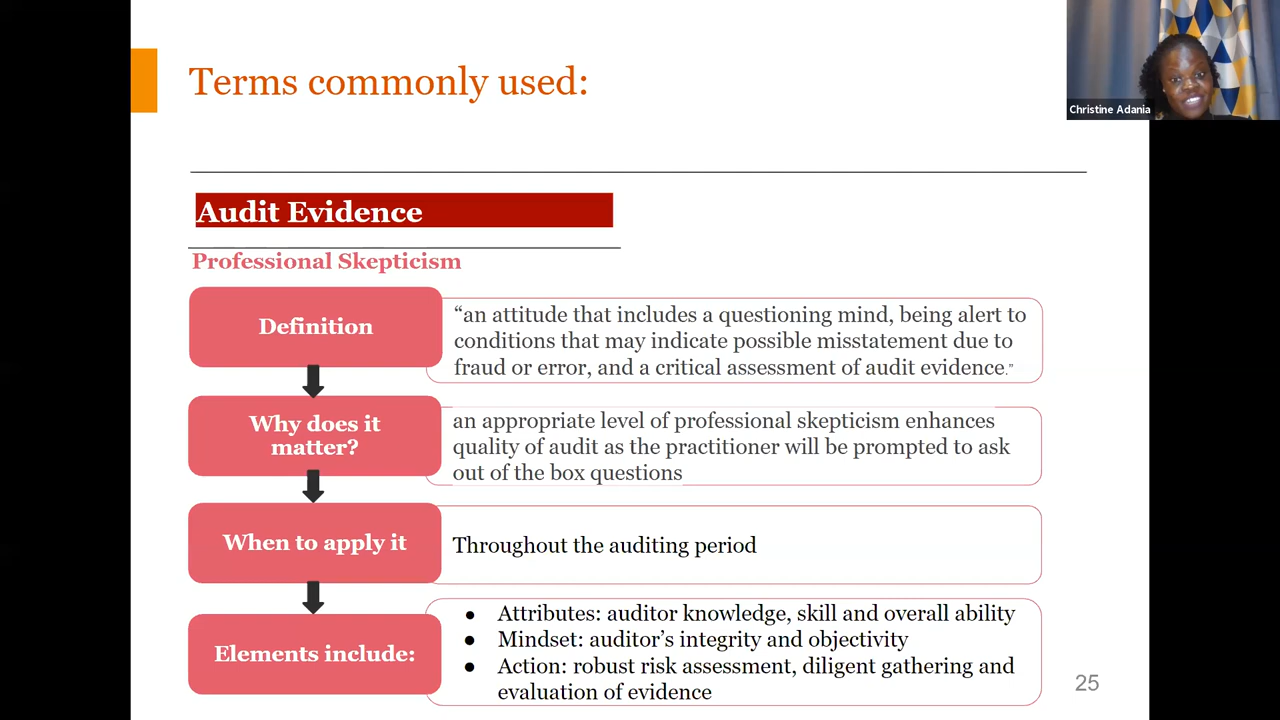 Terms commonly used:
Christine Adania
Audit Evidence
Professional Skepticism
Definition
“an attitude that includes a questioning mind, being alert to
conditions that may indicate possible misstatement due to
fraud or error, and a critical assessment of audit evidence.”
Why does it
matter?
an appropriate level of professional skepticism enhances
quality of audit as the practitioner will be prompted to ask
out of the box questions
When to apply it
Throughout the auditing period
Elements include:
● Attributes: auditor knowledge, skill and overall ability
● Mindset: auditor’s integrity and objectivity
● Action: robust risk assessment, diligent gathering and
evaluation of evidence
25